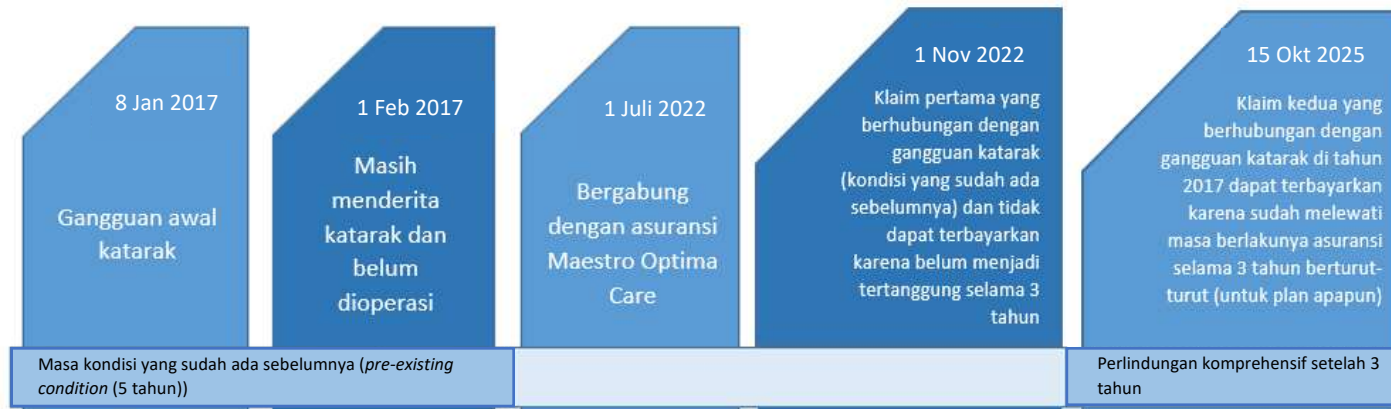 8 Jan 2017
Gangguan awal
katarak
1 Feb 2017
Masih
menderita
katarak dan
belum
dioperasi
1 Juli 2022
Bergabung
dengan asuransi
Maestro Optima
Care
1 Nov 2022
Klaim pertama yang
berhubungan dengan
gangguan katarak
(kondisi yang sudah ada
sebelumnya) dan tidak
dapat terbayarkan
karena belum menjadi
tertanggung selama 3
tahun
15 Okt 2025
Klaim kedua yang
berhubungan dengan
gangguan katarak di tahun
2017 dapat terbayarkan
karena sudah melewati
masa berlakunya asuransi
selama 3 tahun berturut-
turut (untuk plan apapun)
Masa kondisi yang sudah ada sebelumnya (pre-existing
condition (5 tahun))
Perlindungan komprehensif setelah 3
tahun